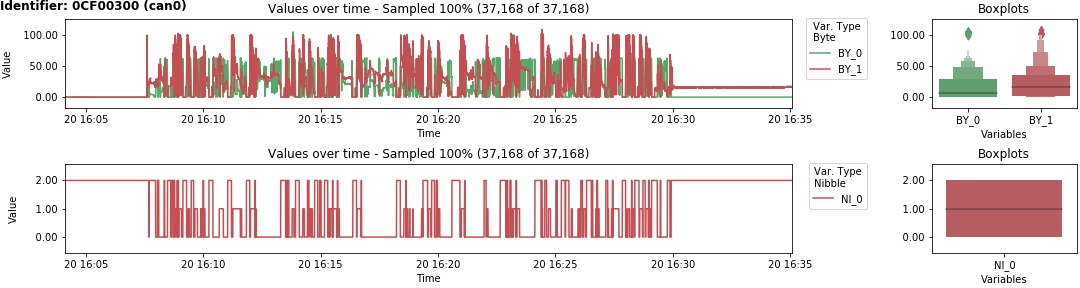 Identifier: 0CF00300 (can0)
Values over time - Sampled 100% (37,168 of 37,168)
Value
100.00
50.00
0.00
20 16:05 20 16:10 20 16:15 20 16:20 20 16:25 20 16:30 20 16:35
Time
Var. Type
Byte
BY_0
BY_1
Boxplots
100.00
50.00
0.00
BY_0 BY_1
Variables
Values over time - Sampled 100% (37,168 of 37,168)
Value
2.00
1.00
0.00
20 16:05 20 16:10 20 16:15 20 16:20 20 16:25 20 16:30 20 16:35
Time
Var. Type
Nibble
NI_0
Boxplots
2.00
1.00
0.00
NI_0
Variables